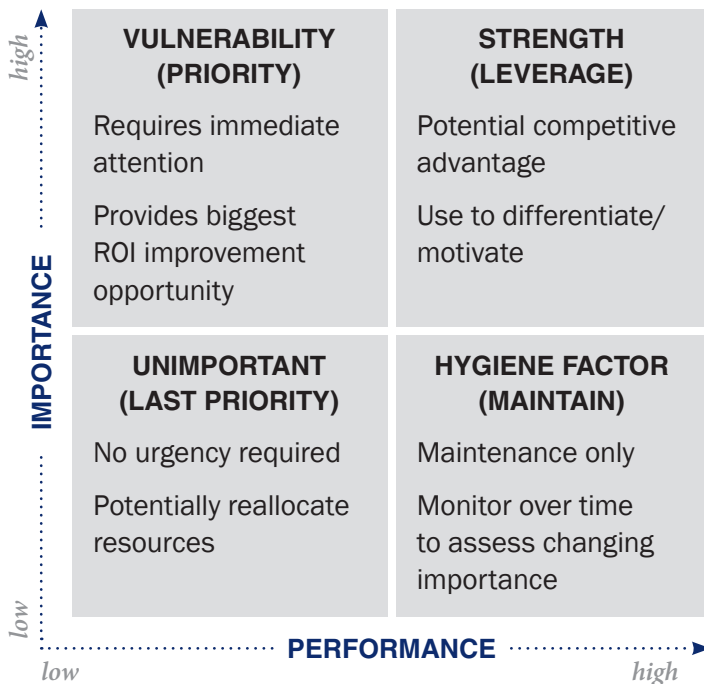 high
IMPORTANCE
low
VULNERABILITY
(PRIORITY)
Requires immediate
attention
Provides biggest
ROI improvement
opportunity
STRENGTH
(LEVERAGE)
Potential competitive
advantage
Use to differentiate/
motivate
UNIMPORTANT
(LAST PRIORITY)
No urgency required
Potentially reallocate
resources
HYGIENE FACTOR
(MAINTAIN)
Maintenance only
Monitor over time
to assess changing
importance
low
PERFORMANCE
high